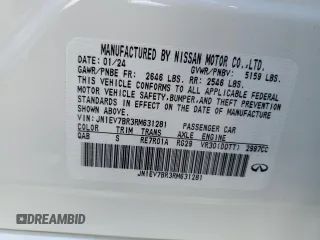 MANUFACTURED BY NISSAN MOTOR CO.,LTD.
DATE: 01/24 GVWR/PNBV: 5159 LBS.
GAWR/PNBE FR: 2646 LBS. RR: 2546 LBS.
THIS VEHICLE CONFORMS TO ALL APPLICABLE
FEDERAL MOTOR VEHICLE
SAFETY,BUMPER,AND THEFT PREVENTION
STANDARDS IN EFFECT ON THE DATE OF MANUFACTURE
SHOWN ABOVE.
JN1EV7BR3RM631281 PASSENGER CAR
COLOR TRIM TRANS AXLE ENGINE
QAB S RE7R01A RG29 VR30(DDTT) 2997CC
JN1EV7BR3RM631281
INFINITI
DEALERSHIP.COM